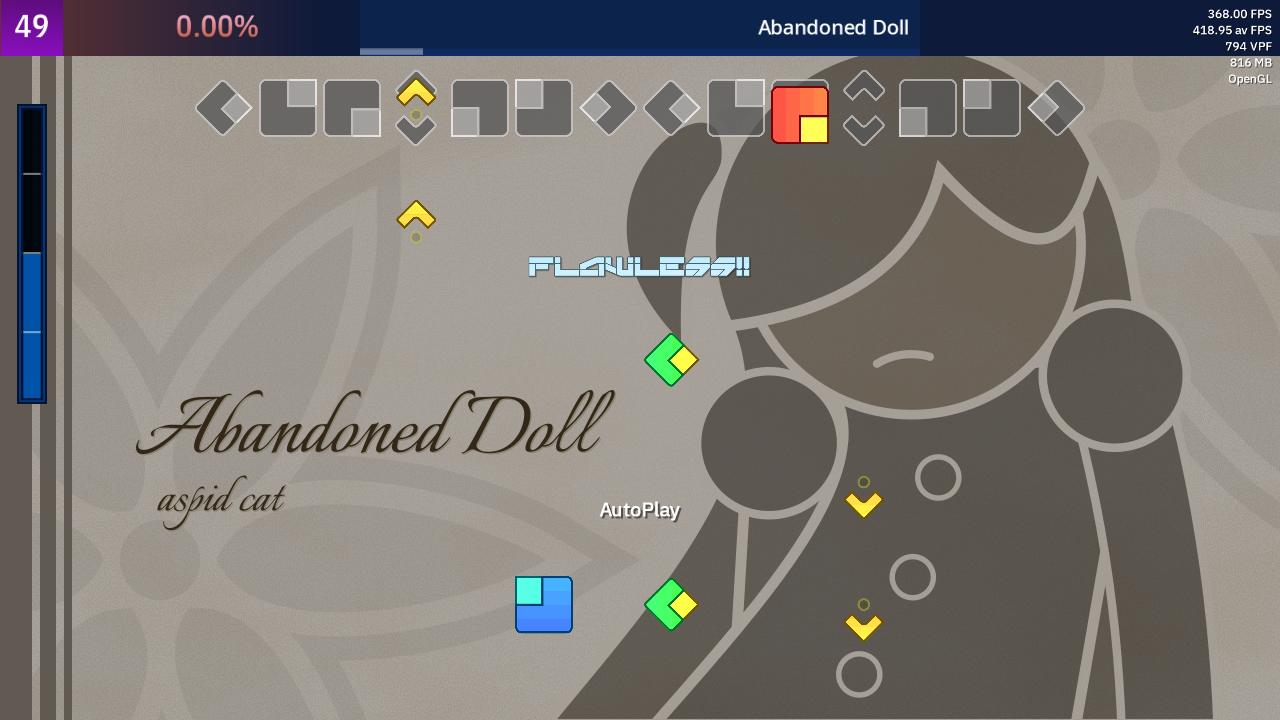 49
0.00%
Abandoned Doll
368.00 FPS
418.95 av FPS
794 VPF
816 MB
OpenGL
FLAWLESS!!
Abandoned Doll
aspid cat
AutoPlay